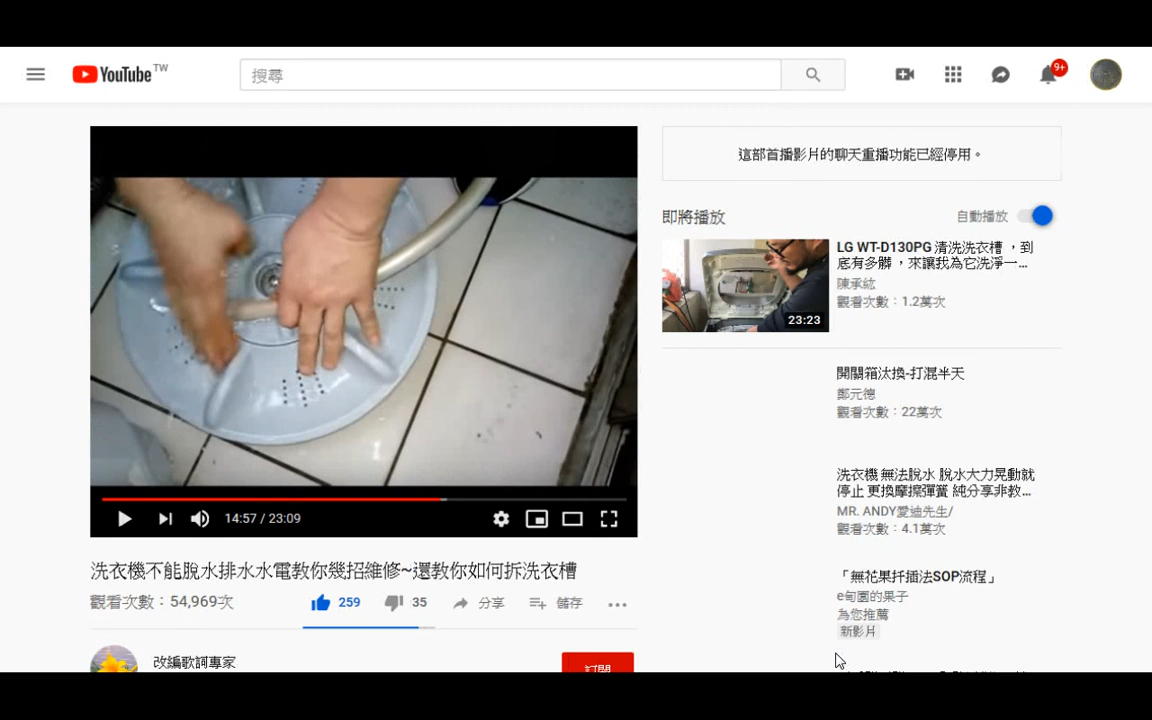 YouTube TW
搜尋
9+
這部首播影片的聊天重播功能已經停用。
即將播放
自動播放
LG WT-D130PG 清洗洗衣槽 ，到
底有多髒 ，來讓我為它洗淨一...
陳承紘
觀看次數：1.2萬次
23:23
開關箱汰換-打混半天
鄭元德
觀看次數：22萬次
洗衣機 無法脫水 脫水大力晃動就
停止 更換摩擦彈簧 純分享非教...
MR. ANDY愛迪先生/
觀看次數：4.1萬次
「無花果扦插法SOP流程」
e甸園的果子
為您推薦
新影片
14:57 / 23:09
洗衣機不能脫水排水水電教你幾招維修~還教你如何拆洗衣槽
觀看次數：54,969次
259
35
分享
儲存
改編歌詞專家
訂閱